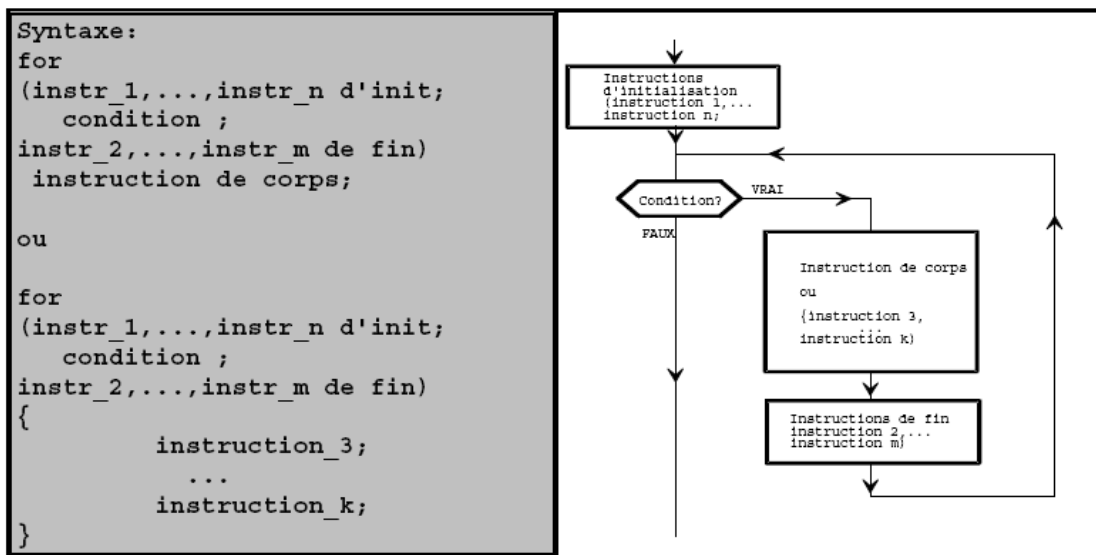 Syntaxe:
for
(instr_1,...,instr_n d'init;
condition ;
instr_2,...,instr_m de fin)
instruction de corps;
ou
for
(instr_1,...,instr_n d'init;
condition ;
instr_2,...,instr_m de fin)
{
instruction_3;
...
instruction_k;
}
Instructions
d'initialisation
(instruction 1,...
instruction n;
Condition?
VRAI
FAUX
Instruction de corps
ou
{instruction 3,
...
instruction k)
Instructions de fin
instruction 2,...
instruction m)